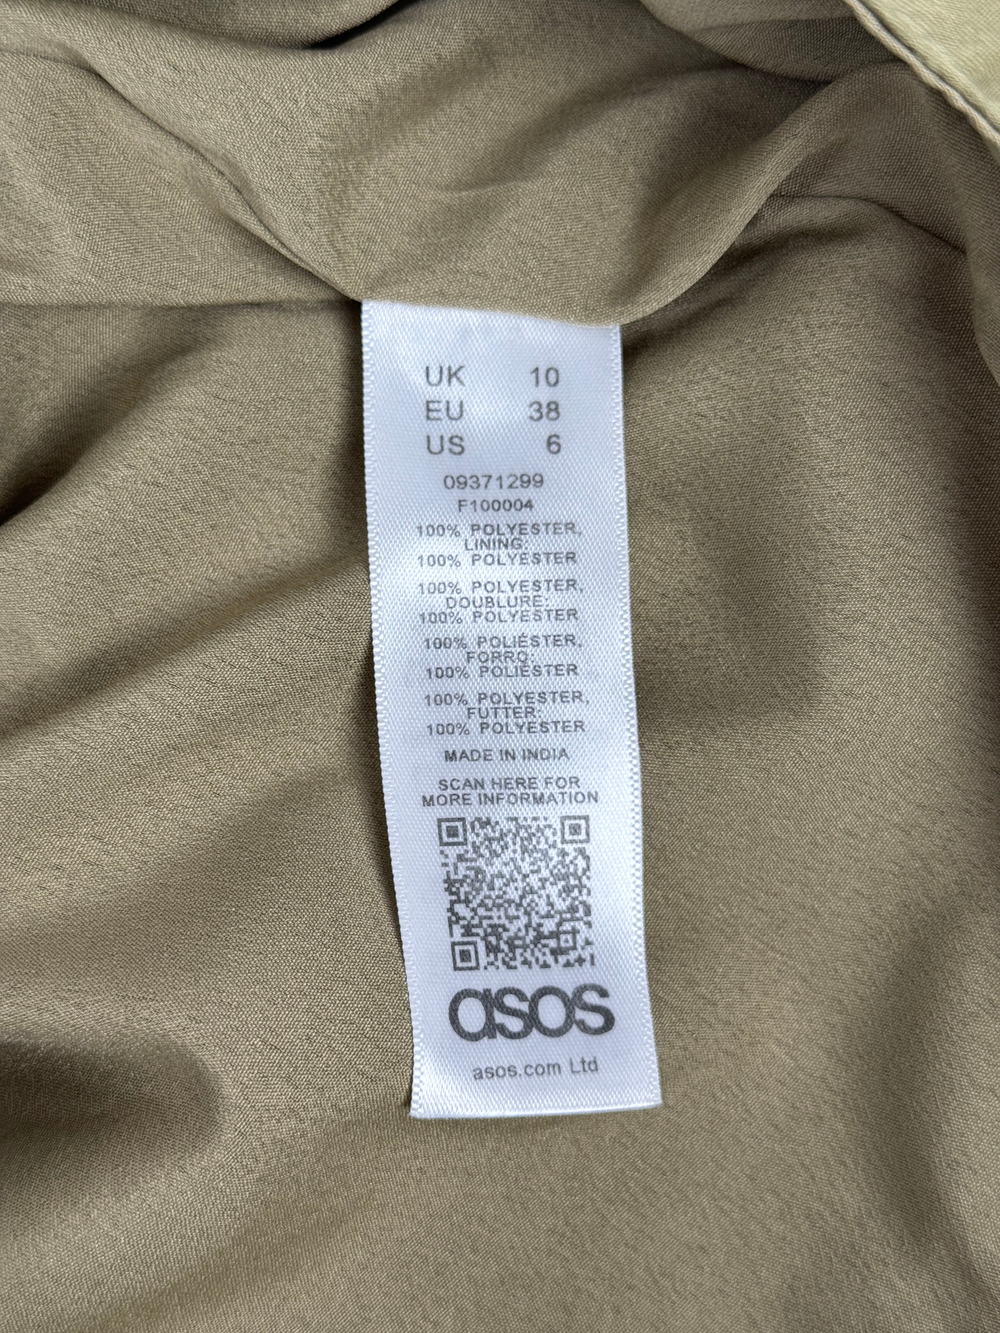 UK 10
EU 38
US 6
09371299
F100004
100% POLYESTER,
LINING:
100% POLYESTER
100% POLYESTER,
DOUBLURE:
100% POLYESTER
100% POLIÉSTER,
FORRO:
100% POLIÉSTER
100% POLYESTER,
FUTTER:
100% POLYESTER
MADE IN INDIA
SCAN HERE FOR
MORE INFORMATION
asos
asos.com Ltd